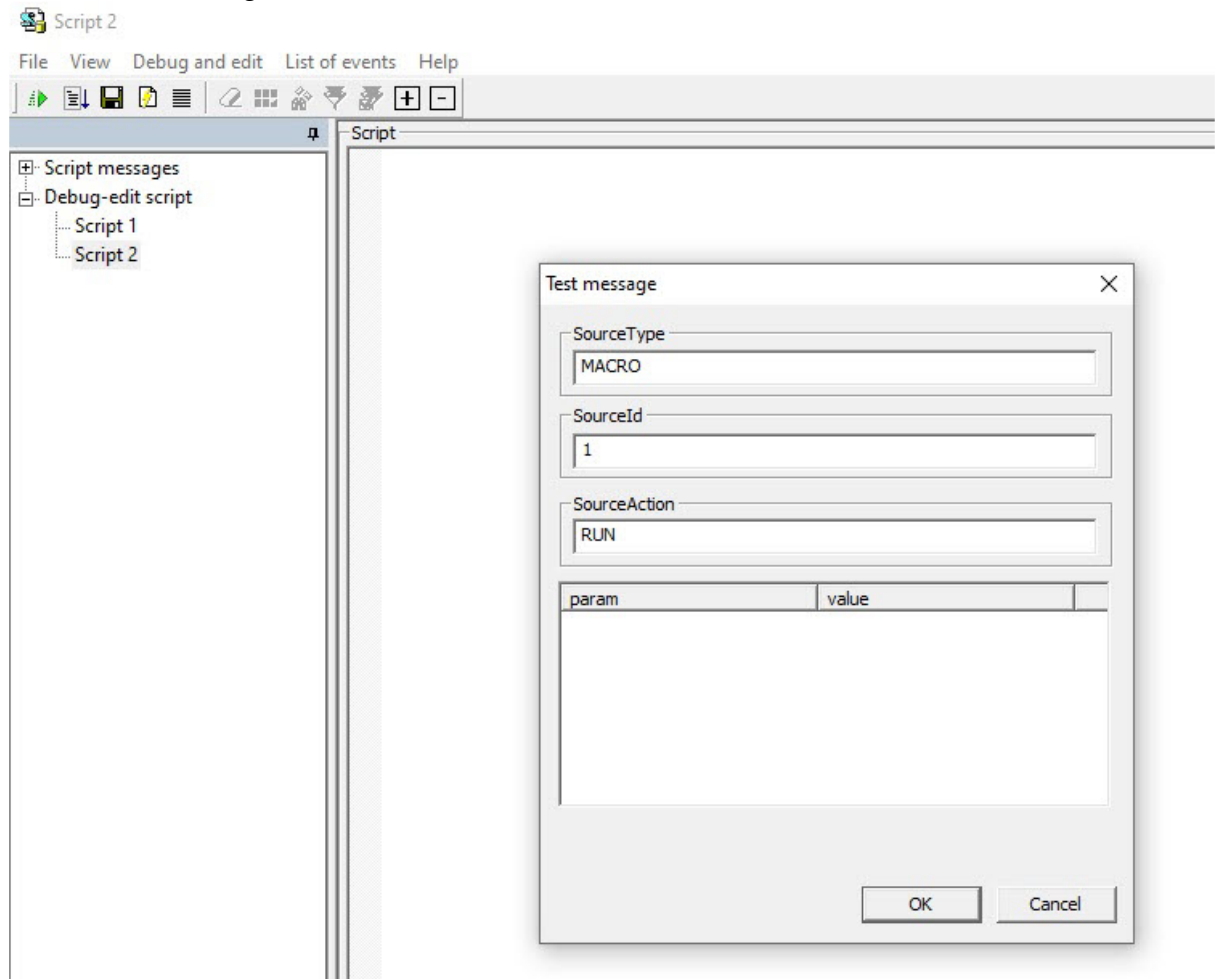 Script 2
File View Debug and edit List of events Help
Script
Script messages
Debug-edit script
Script 1
Script 2
Test message
SourceType
MACRO
SourceId
1
SourceAction
RUN
param value
OK Cancel